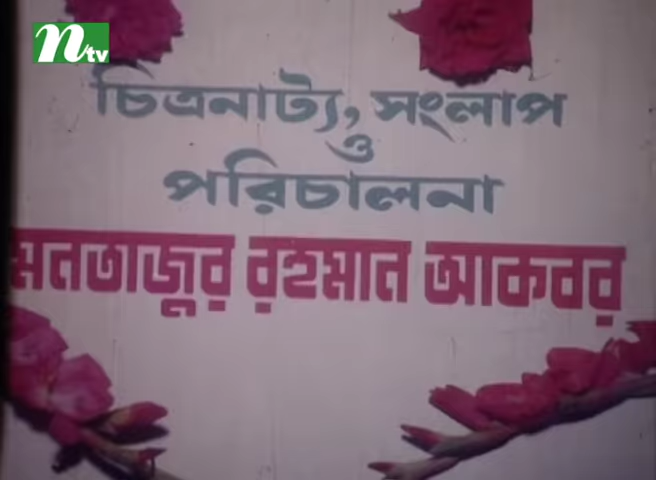 ntv
চিত্রনাট্য, সংলাপ
ও
পরিচালনা
মনতাজুর রহমান আকবর